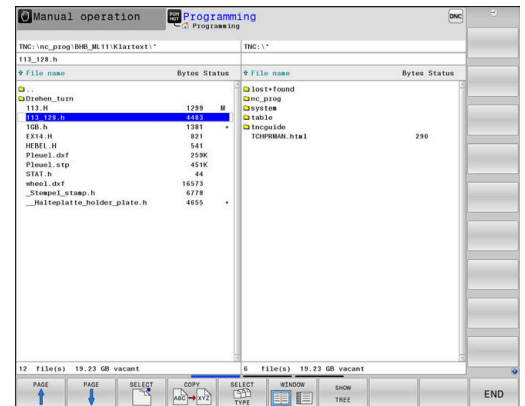 Manual operation
PGM
MGT
Programming
Programming
DNC
TNC:\nc_prog\BHB_ML11\Klartext\*
TNC:\*
113_128.h
File name Bytes Status
File name Bytes Status
..
Drehen_turn
113.H 1299 M
113_128.h 4483
1GB.h 1381 +
EX14.H 821
HEBEL.H 541
Pleuel.dxf 259K
Pleuel.stp 451K
STAT.h 44
wheel.dxf 16573
_Stempel_stamp.h 6778
__Halteplatte_holder_plate.h 4655 +
lost+found
nc_prog
system
table
tncguide
TCHPRMAN.html 290
12 file(s) 19.23 GB vacant
6 file(s) 19.23 GB vacant
PAGE
PAGE
SELECT
COPY
ABC
XYZ
SELECT
TYPE
WINDOW
SHOW
TREE
END